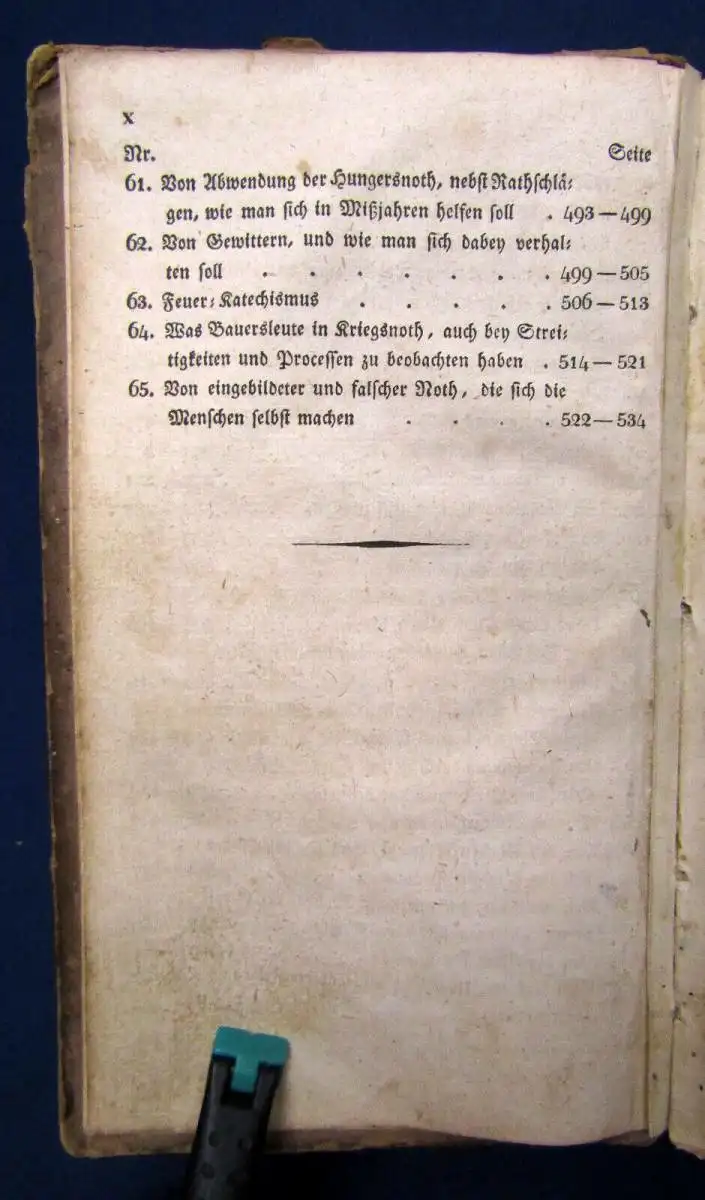 x
Nr. Seite
61. Von Abwendung der Hungersnoth, nebst Rathschlä⸗
gen, wie man sich in Mißjahren helfen soll . 493—499
62. Von Gewittern, und wie man sich dabey verhal⸗
ten soll . . . . . . . . 499—505
63. Feuer⸗Katechismus . . . . . 506—513
64. Was Bauersleute in Kriegsnoth, auch bey Strei⸗
tigkeiten und Processen zu beobachten haben . 514—521
65. Von eingebildeter und falscher Noth, die sich die
Menschen selbst machen . . . . 522—534